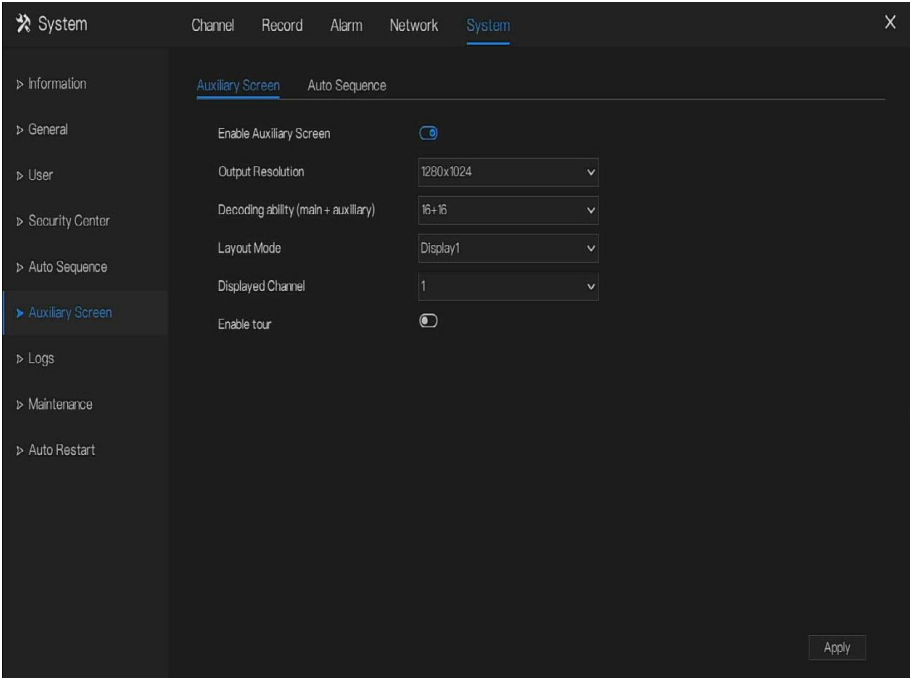 System
Channel Record Alarm Network System X
Information
General
User
Security Center
Auto Sequence
Auxiliary Screen
Logs
Maintenance
Auto Restart
Auxiliary Screen Auto Sequence
Enable Auxiliary Screen
Output Resolution 1280x1024
Decoding ability (main + auxillary) 16+16
Layout Mode Display1
Displayed Channel 1
Enable tour
Apply